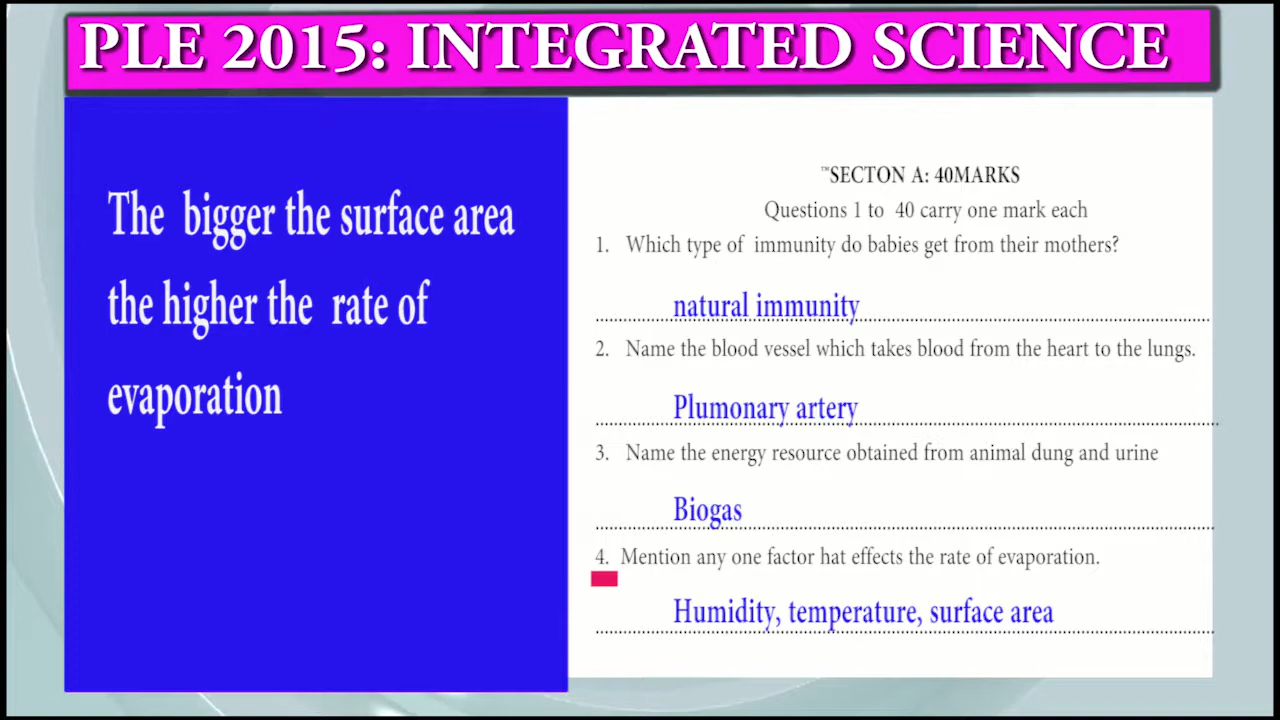 PLE 2015: INTEGRATED SCIENCE
The bigger the surface area
the higher the rate of
evaporation
™SECTON A: 40MARKS
Questions 1 to 40 carry one mark each
1. Which type of immunity do babies get from their mothers?
natural immunity
2. Name the blood vessel which takes blood from the heart to the lungs.
Plumonary artery
3. Name the energy resource obtained from animal dung and urine
Biogas
4. Mention any one factor hat effects the rate of evaporation.
Humidity, temperature, surface area